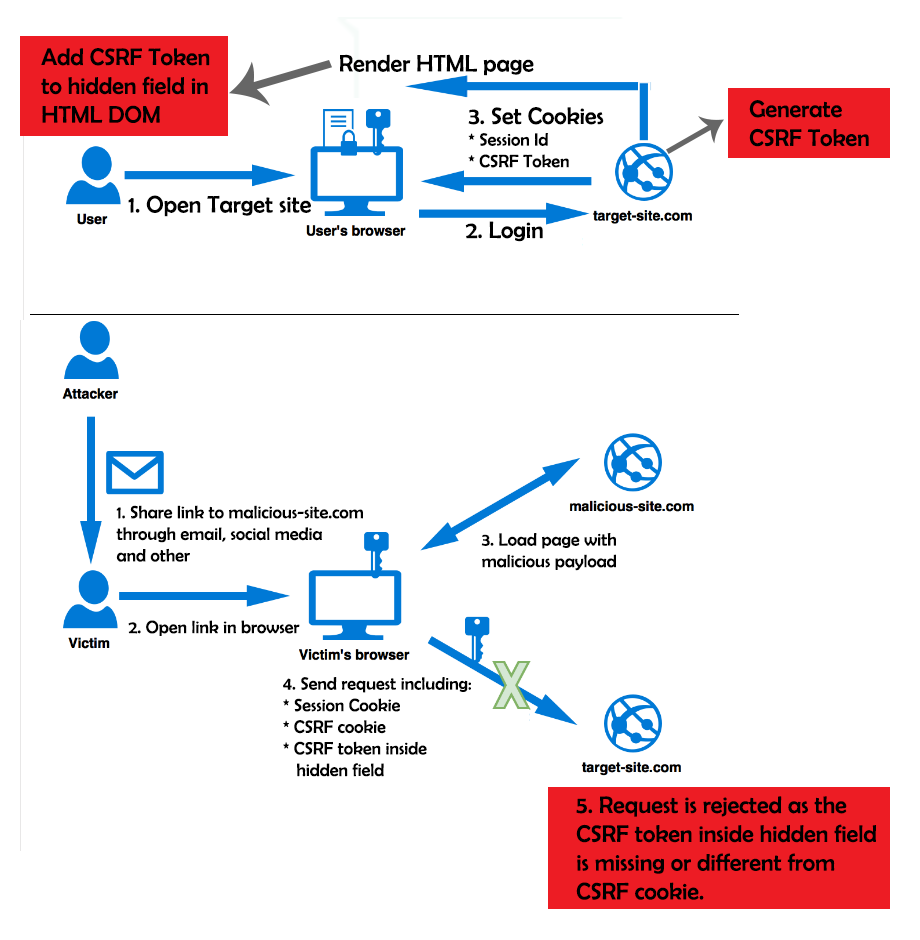 Add CSRF Token
to hidden field in
HTML DOM
Render HTML page
3. Set Cookies
* Session Id
* CSRF Token
Generate
CSRF Token
User
1. Open Target site
User's browser
2. Login
target-site.com
Attacker
1. Share link to malicious-site.com
through email, social media
and other
malicious-site.com
3. Load page with
malicious payload
Victim
2. Open link in browser
Victim's browser
4. Send request including:
* Session Cookie
* CSRF cookie
* CSRF token inside
hidden field
X
target-site.com
5. Request is rejected as the
CSRF token inside hidden field
is missing or different from
CSRF cookie.